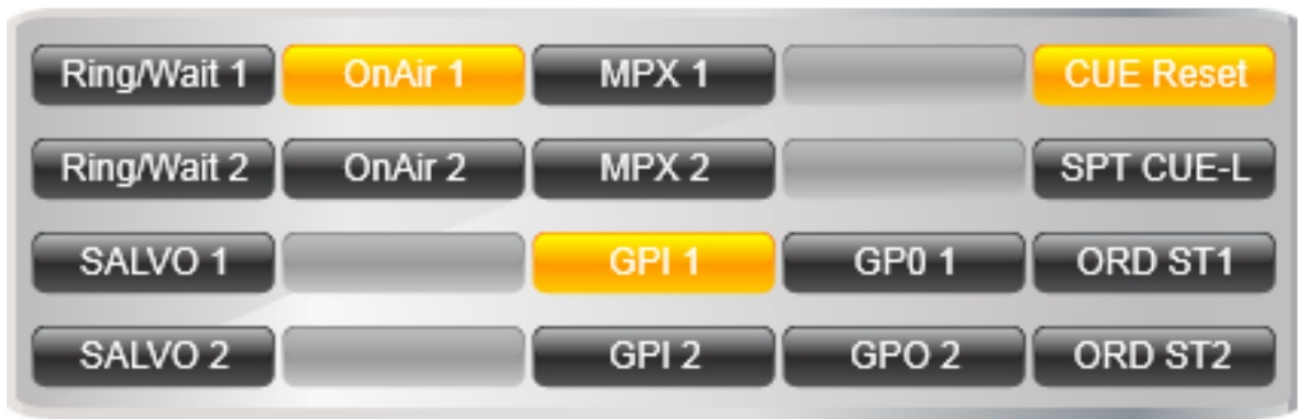 Ring/Wait 1 OnAir 1 MPX 1 CUE Reset
Ring/Wait 2 OnAir 2 MPX 2 SPT CUE-L
SALVO 1 GPI 1 GP0 1 ORD ST1
SALVO 2 GPI 2 GPO 2 ORD ST2